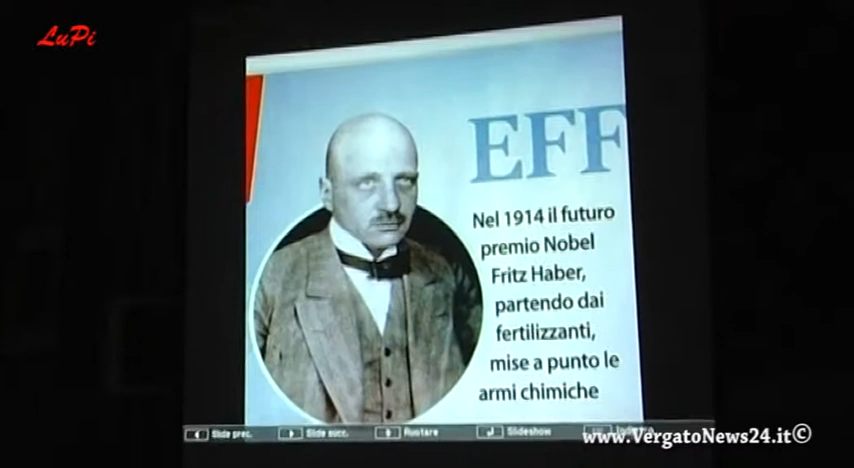 LuPi
EFF
Nel 1914 il futuro
premio Nobel
Fritz Haber,
partendo dai
fertilizzanti,
mise a punto le
armi chimiche
Slide prec. Slide succ. Ruotare Slideshow
www.VergatoNews24.it©